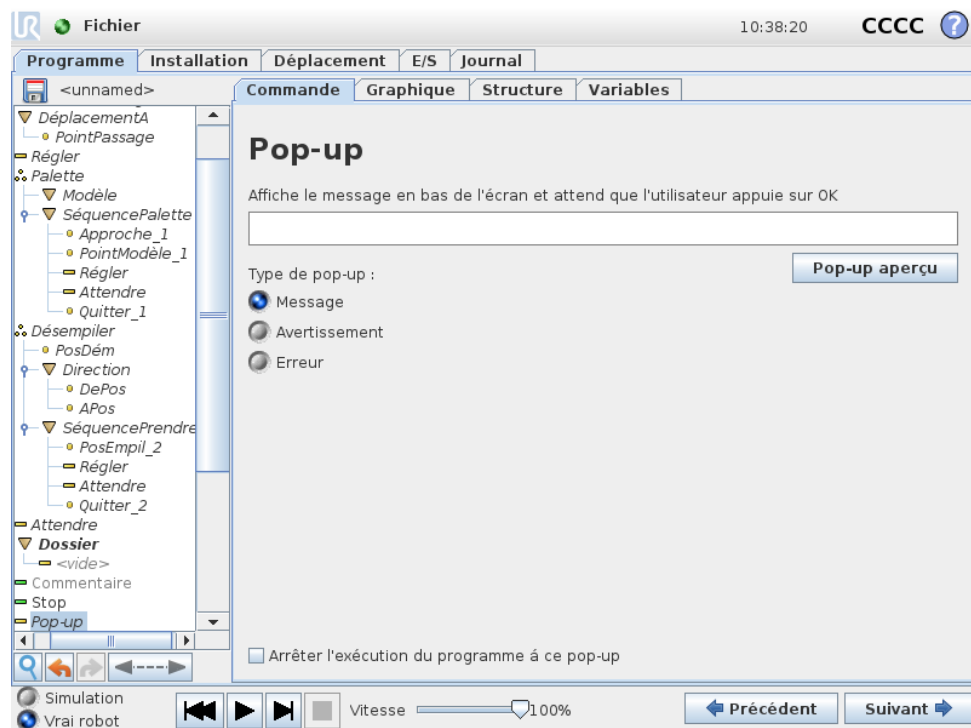 UR Fichier 10:38:20 CCCC ?
Programme Installation Déplacement E/S Journal
<unnamed>
Commande Graphique Structure Variables
DéplacementA
PointPassage
Régler
Palette
Modèle
SéquencePalette
Approche_1
PointModèle_1
Régler
Attendre
Quitter_1
Désempiler
PosDém
Direction
DePos
APos
SéquencePrendre
PosEmpil_2
Régler
Attendre
Quitter_2
Attendre
Dossier
<vide>
Commentaire
Stop
Pop-up
Pop-up
Affiche le message en bas de l'écran et attend que l'utilisateur appuie sur OK
Pop-up aperçu
Type de pop-up :
Message
Avertissement
Erreur
Arrêter l'exécution du programme á ce pop-up
Simulation
Vrai robot
Vitesse 100%
Précédent
Suivant